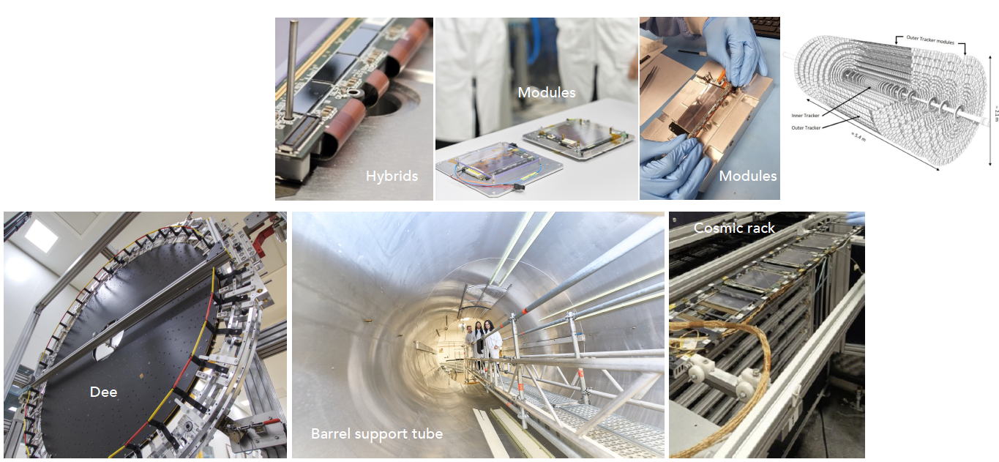 Hybrids
Modules
Modules
Outer Tracker modules
Inner Tracker
Outer Tracker
≈ 5.4 m
≈ 2.1 m
Dee
Barrel support tube
Cosmic rack